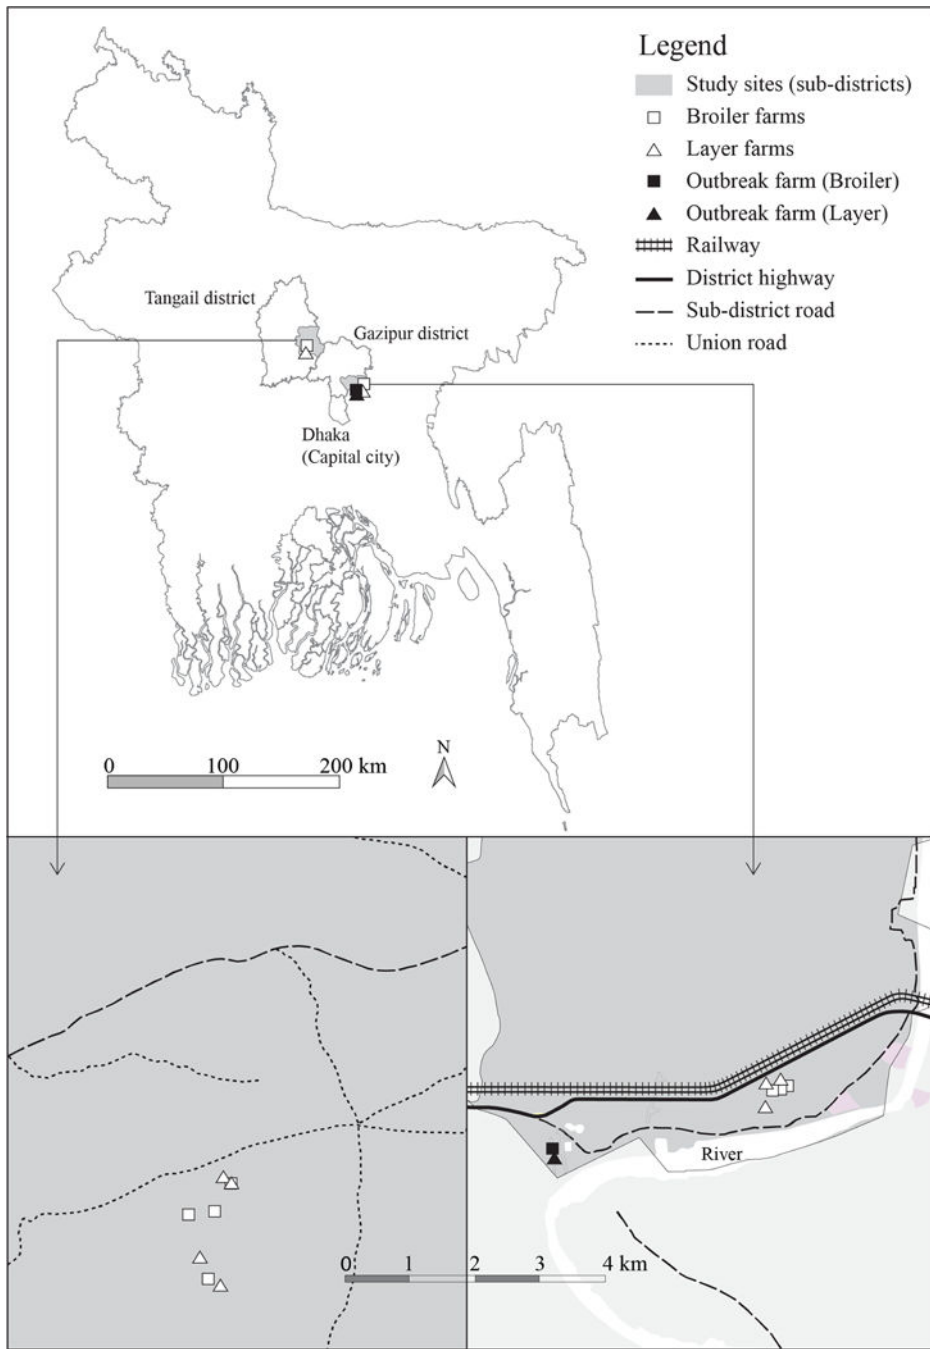 Legend
Study sites (sub-districts)
Broiler farms
Layer farms
Outbreak farm (Broiler)
Outbreak farm (Layer)
Railway
District highway
Sub-district road
Union road
Tangail district
Gazipur district
Dhaka
(Capital city)
N
0 100 200 km
River
0 1 2 3 4 km